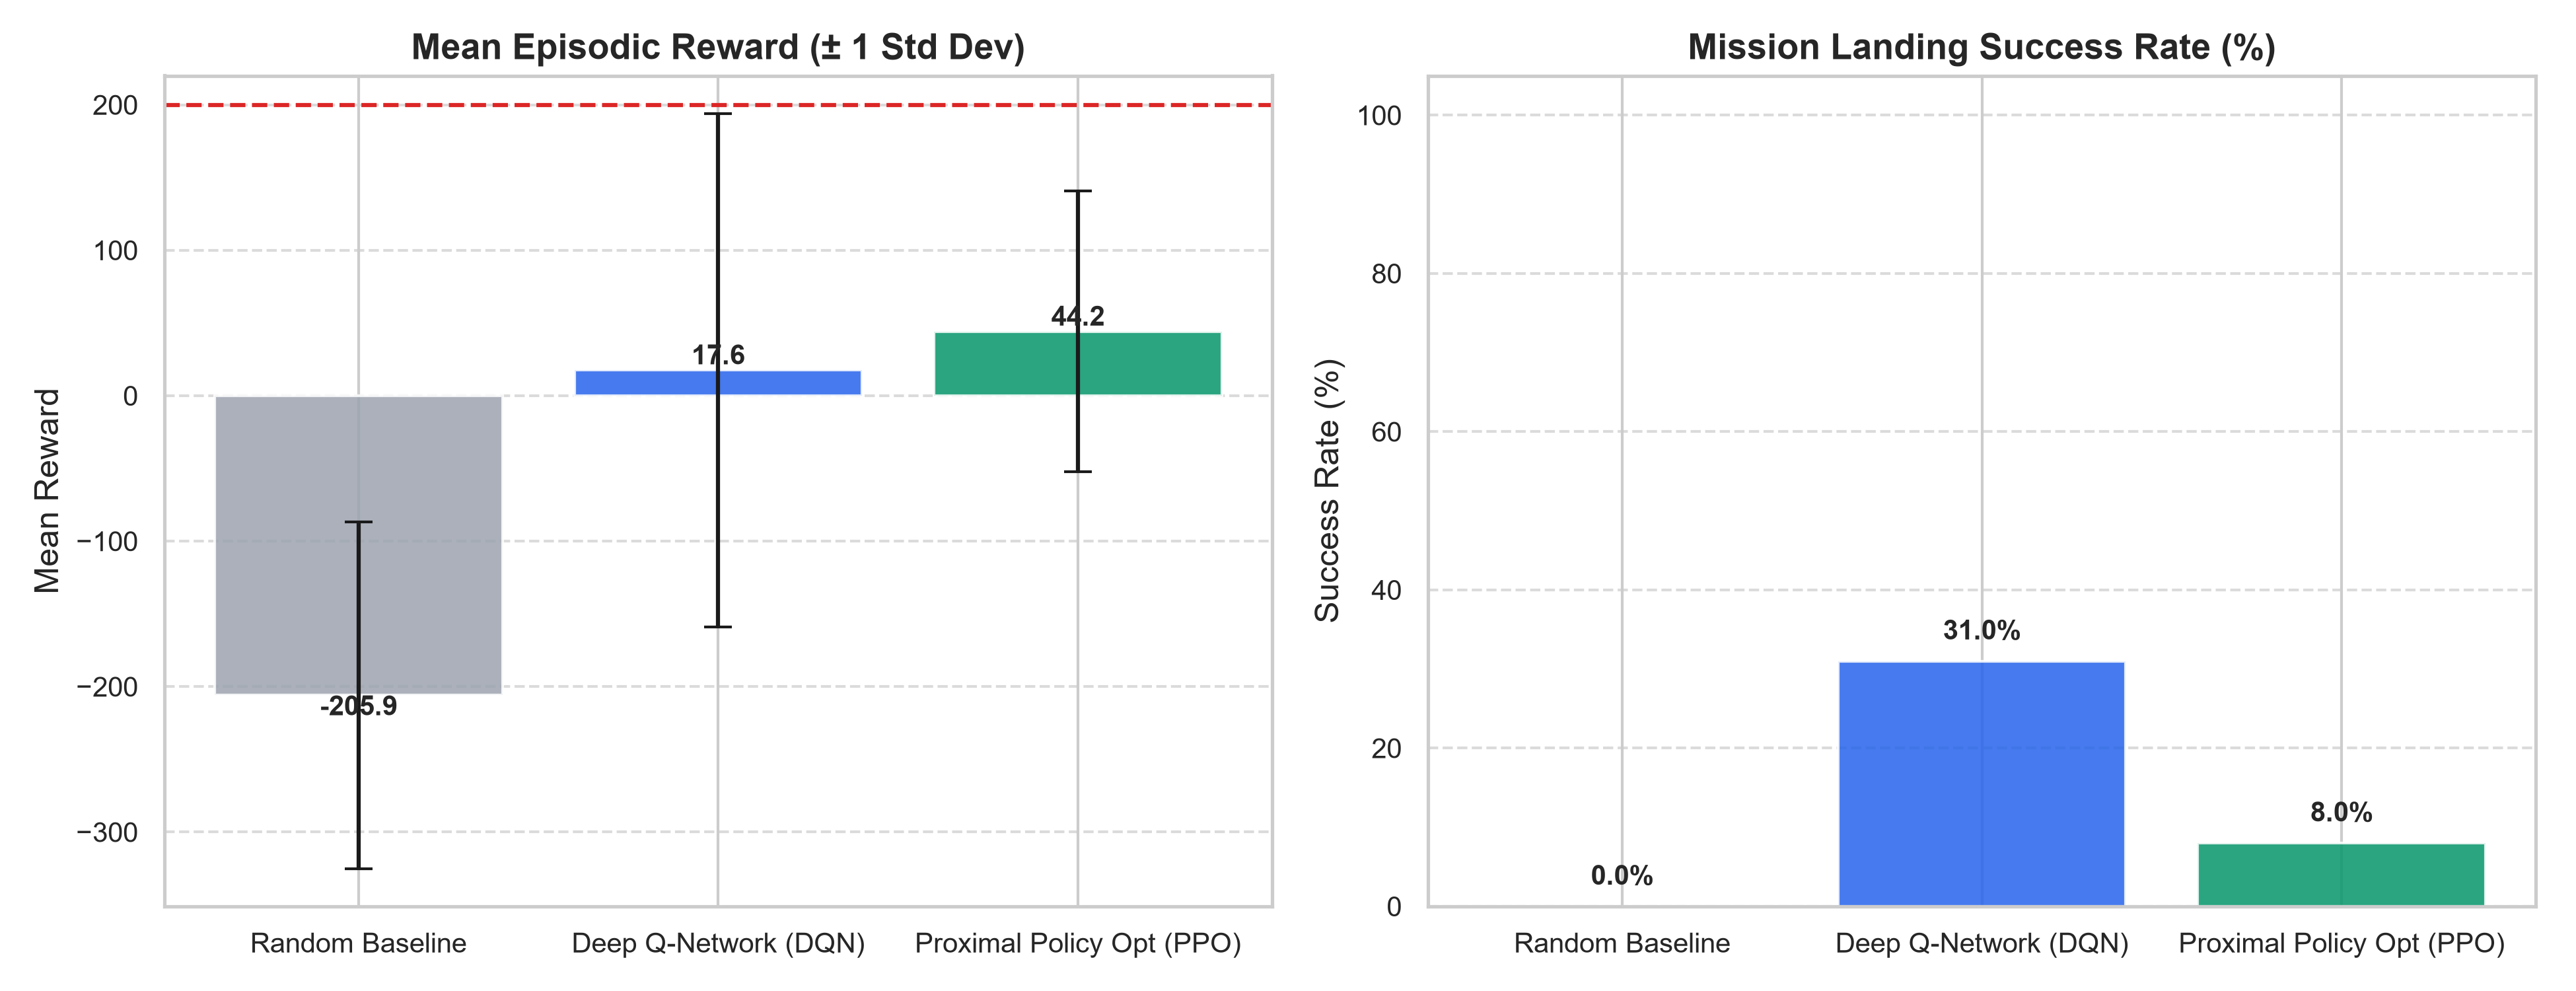 Mean Episodic Reward (± 1 Std Dev)
Mean Reward
200
100
0
−100
−200
−300
-205.9
17.6
44.2
Random Baseline
Deep Q-Network (DQN)
Proximal Policy Opt (PPO)
Mission Landing Success Rate (%)
Success Rate (%)
100
80
60
40
20
0
0.0%
31.0%
8.0%
Random Baseline
Deep Q-Network (DQN)
Proximal Policy Opt (PPO)